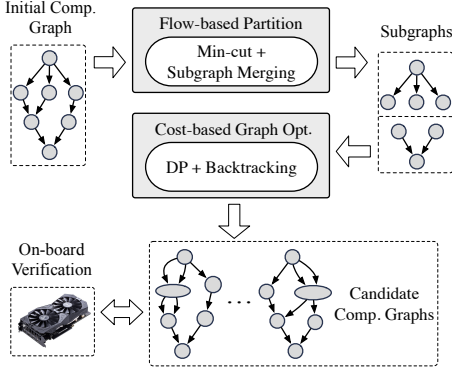 Initial Comp.
Graph
Flow-based Partition
Min-cut +
Subgraph Merging
Subgraphs
Cost-based Graph Opt.
DP + Backtracking
On-board
Verification
...
Candidate
Comp. Graphs